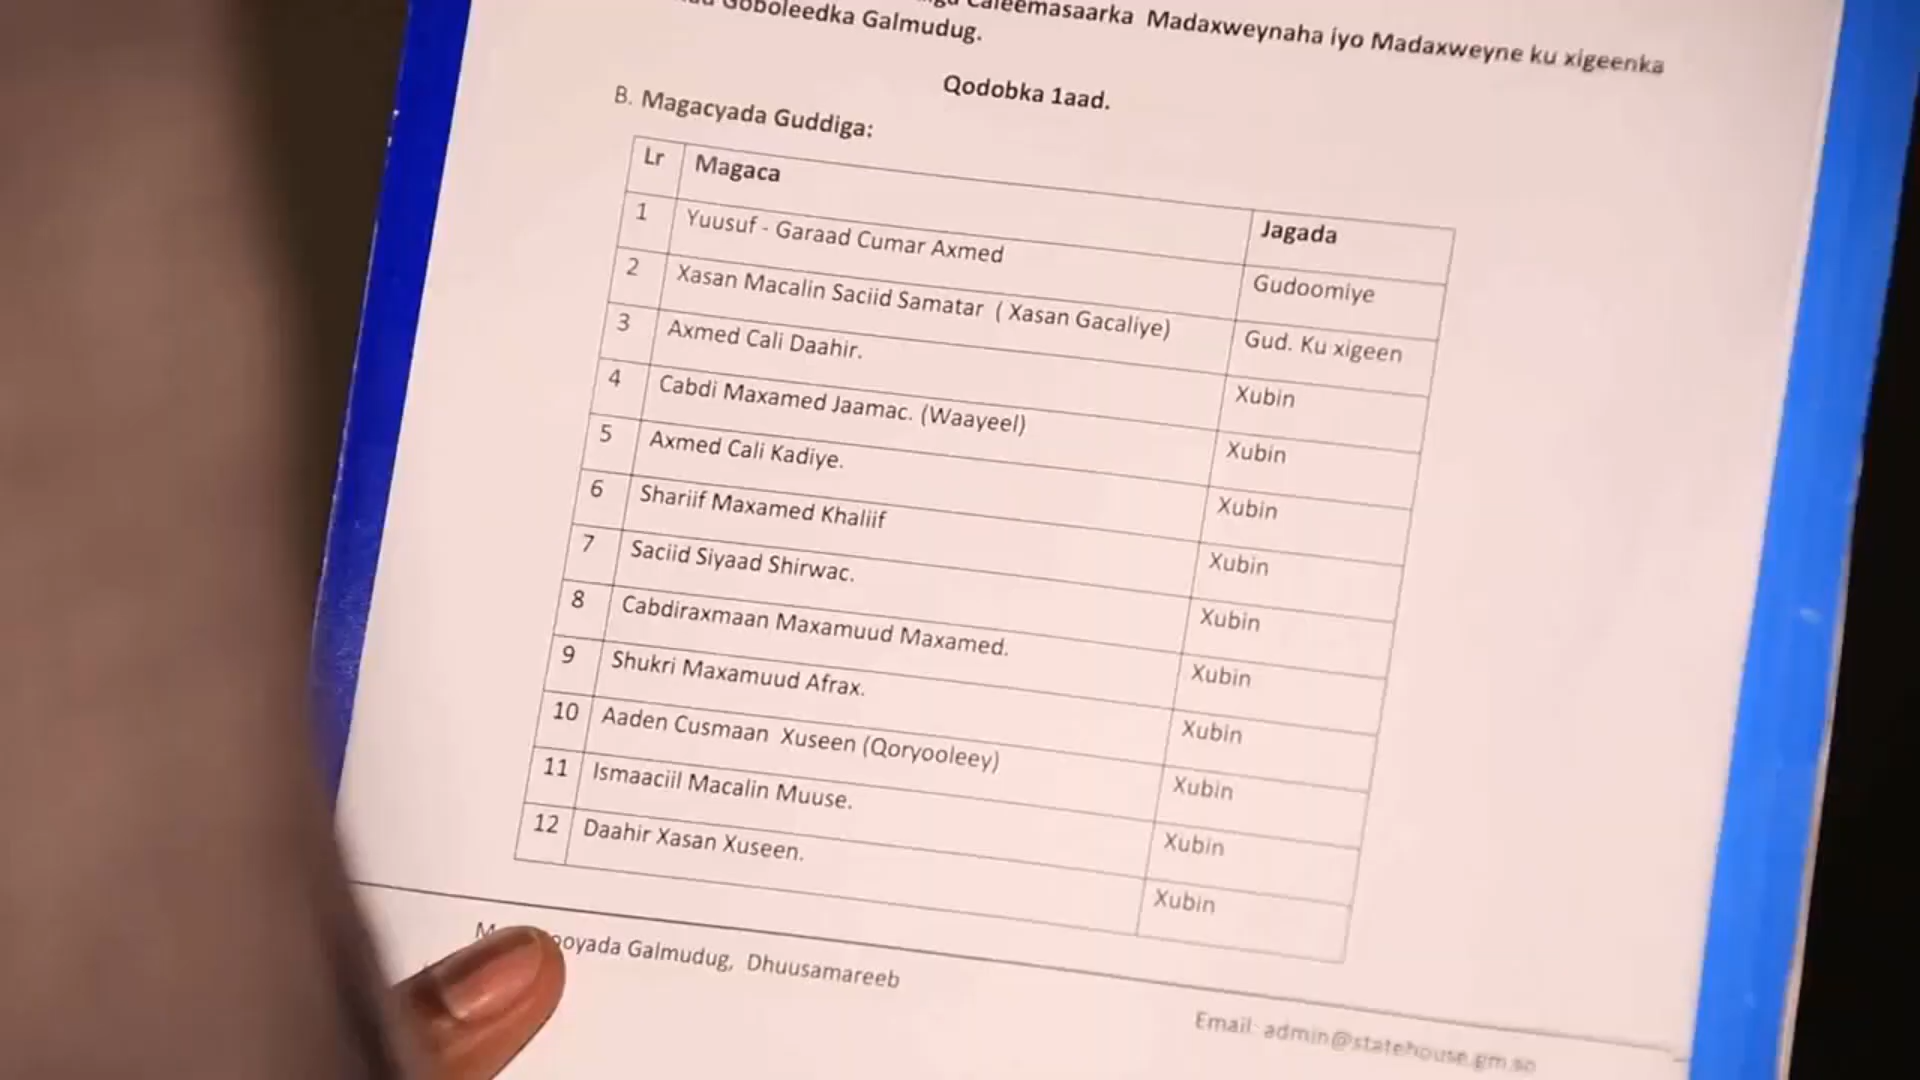 Caleemasaarka Madaxweynaha iyo Madaxweyne ku xigeenka
Goboleedka Galmudug.
Qodobka 1aad.
B. Magacyada Guddiga:
Lr Magaca Jagada
1 Yuusuf - Garaad Cumar Axmed Gudoomiye
2 Xasan Macalin Saciid Samatar ( Xasan Gacaliye) Gud. Ku xigeen
3 Axmed Cali Daahir. Xubin
4 Cabdi Maxamed Jaamac. (Waayeel) Xubin
5 Axmed Cali Kadiye. Xubin
6 Shariif Maxamed Khaliif Xubin
7 Saciid Siyaad Shirwac. Xubin
8 Cabdiraxmaan Maxamuud Maxamed. Xubin
9 Shukri Maxamuud Afrax. Xubin
10 Aaden Cusmaan Xuseen (Qoryooleey) Xubin
11 Ismaaciil Macalin Muuse. Xubin
12 Daahir Xasan Xuseen. Xubin
Galmudug, Dhuusamareeb
Email: admin@statehouse.gm.so